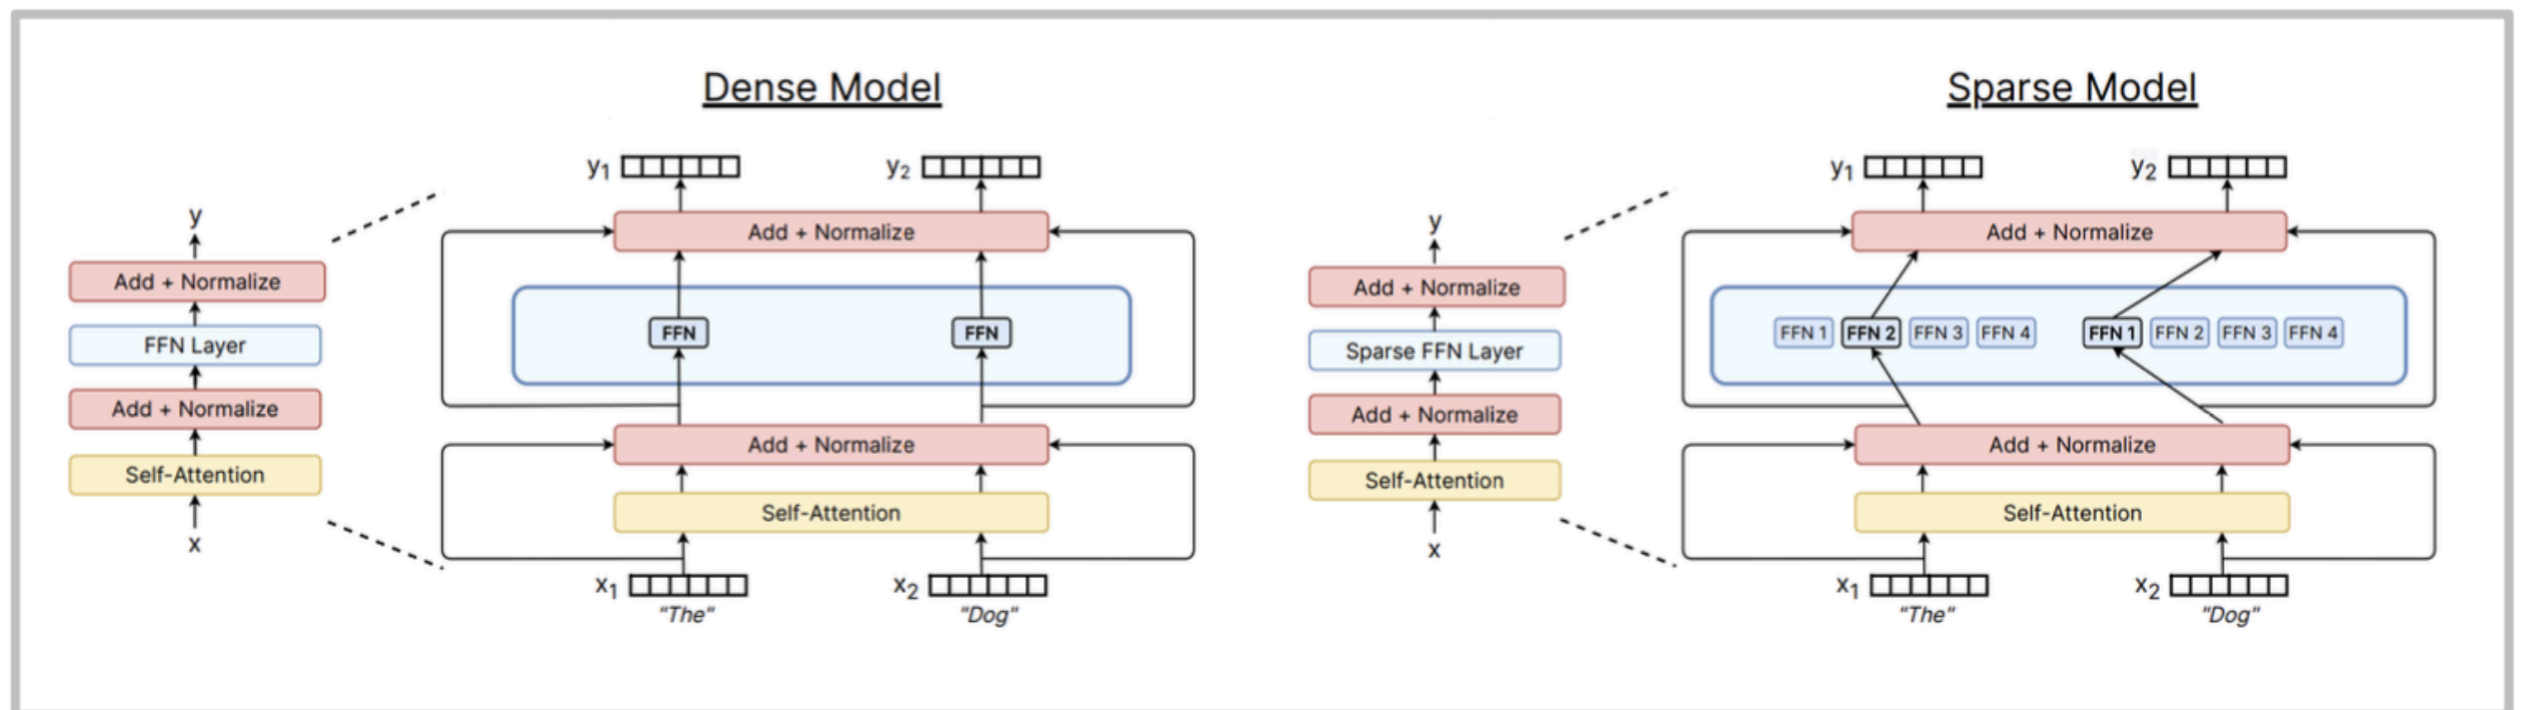 Dense Model
y
Add + Normalize
FFN Layer
Add + Normalize
Self-Attention
x
y1 y2
Add + Normalize
FFN FFN
Add + Normalize
Self-Attention
x1 x2
"The" "Dog"
Sparse Model
y
Add + Normalize
Sparse FFN Layer
Add + Normalize
Self-Attention
x
y1 y2
Add + Normalize
FFN 1 FFN 2 FFN 3 FFN 4 FFN 1 FFN 2 FFN 3 FFN 4
Add + Normalize
Self-Attention
x1 x2
"The" "Dog"